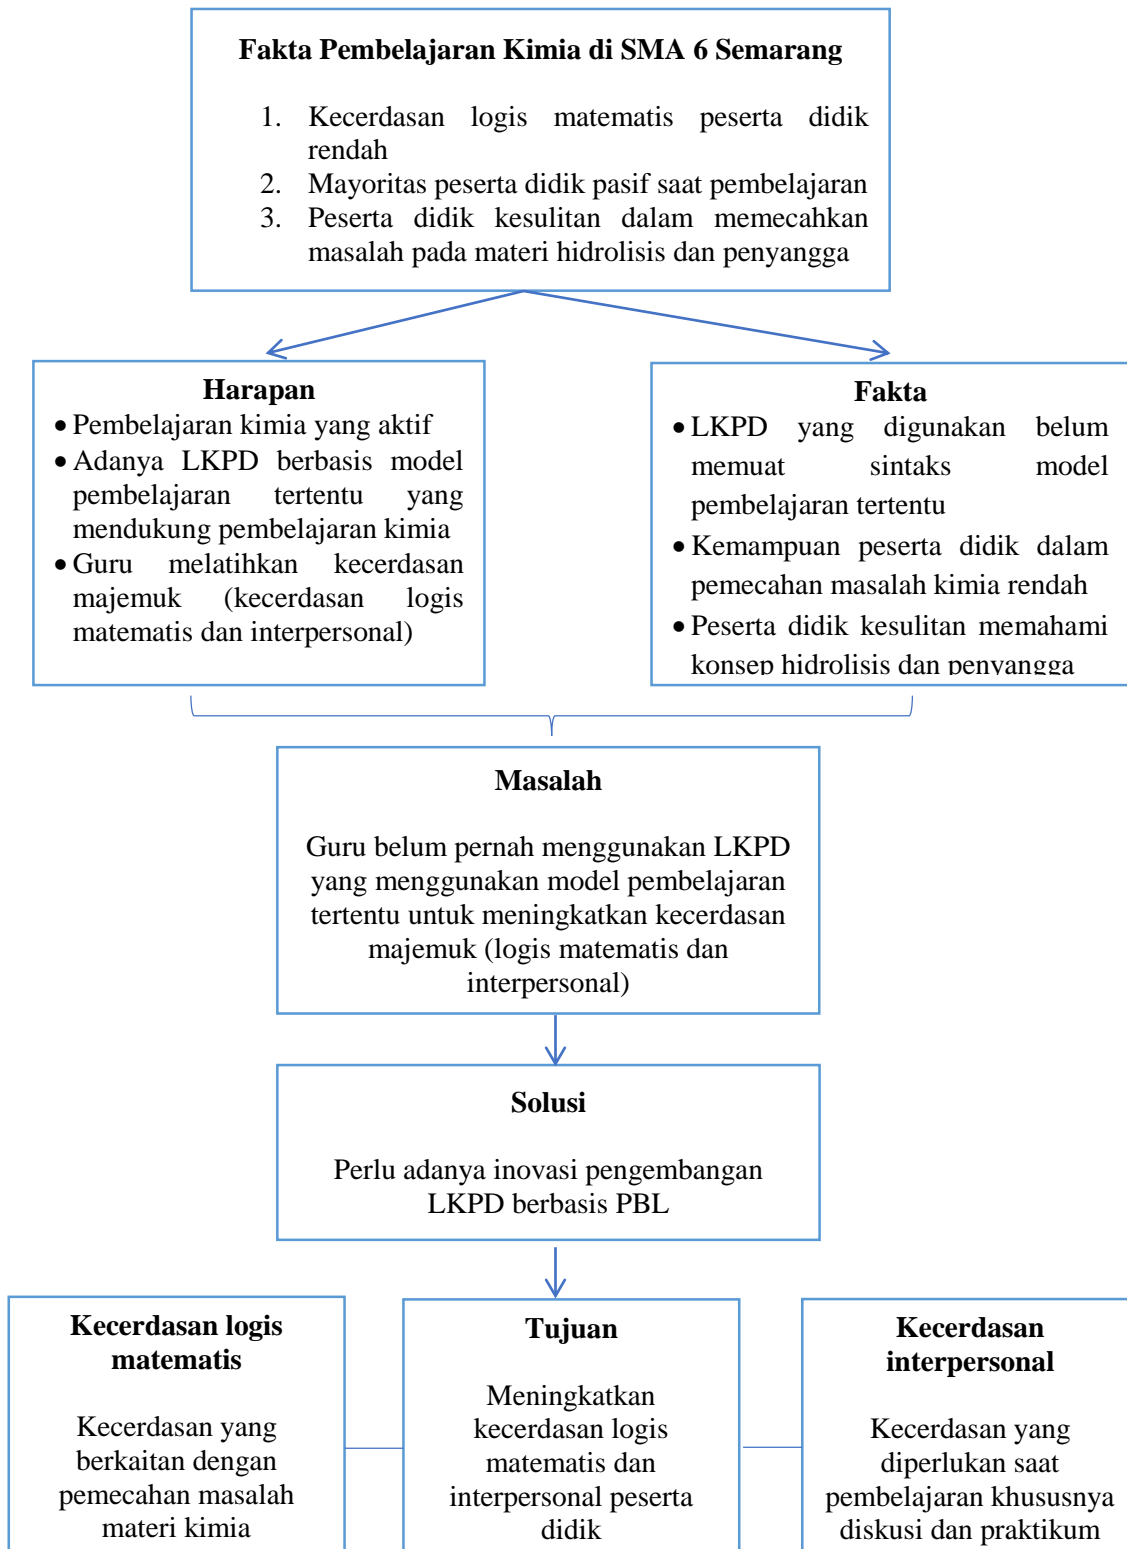 Fakta Pembelajaran Kimia di SMA 6 Semarang
1. Kecerdasan logis matematis peserta didik
rendah
2. Mayoritas peserta didik pasif saat pembelajaran
3. Peserta didik kesulitan dalam memecahkan
masalah pada materi hidrolisis dan penyangga
Harapan
• Pembelajaran kimia yang aktif
• Adanya LKPD berbasis model
pembelajaran tertentu yang
mendukung pembelajaran kimia
• Guru melatihkan kecerdasan
majemuk (kecerdasan logis
matematis dan interpersonal)
Fakta
• LKPD yang digunakan belum
memuat sintaks model
pembelajaran tertentu
• Kemampuan peserta didik dalam
pemecahan masalah kimia rendah
• Peserta didik kesulitan memahami
konsep hidrolisis dan penyangga
Masalah
Guru belum pernah menggunakan LKPD
yang menggunakan model pembelajaran
tertentu untuk meningkatkan kecerdasan
majemuk (logis matematis dan
interpersonal)
Solusi
Perlu adanya inovasi pengembangan
LKPD berbasis PBL
Kecerdasan logis
matematis
Kecerdasan yang
berkaitan dengan
pemecahan masalah
materi kimia
Tujuan
Meningkatkan
kecerdasan logis
matematis dan
interpersonal peserta
didik
Kecerdasan
interpersonal
Kecerdasan yang
diperlukan saat
pembelajaran khususnya
diskusi dan praktikum